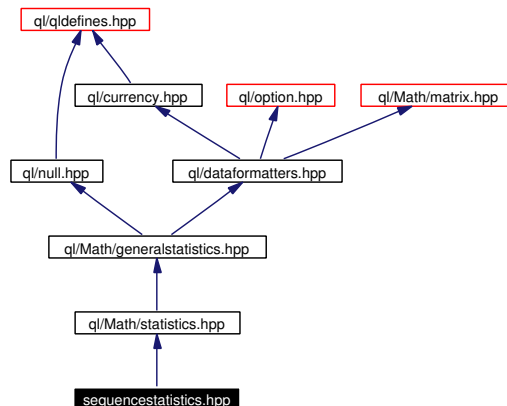 ql/qldefines.hpp
ql/currency.hpp
ql/option.hpp
ql/Math/matrix.hpp
ql/null.hpp
ql/dataformatters.hpp
ql/Math/generalstatistics.hpp
ql/Math/statistics.hpp
sequencestatistics.hpp